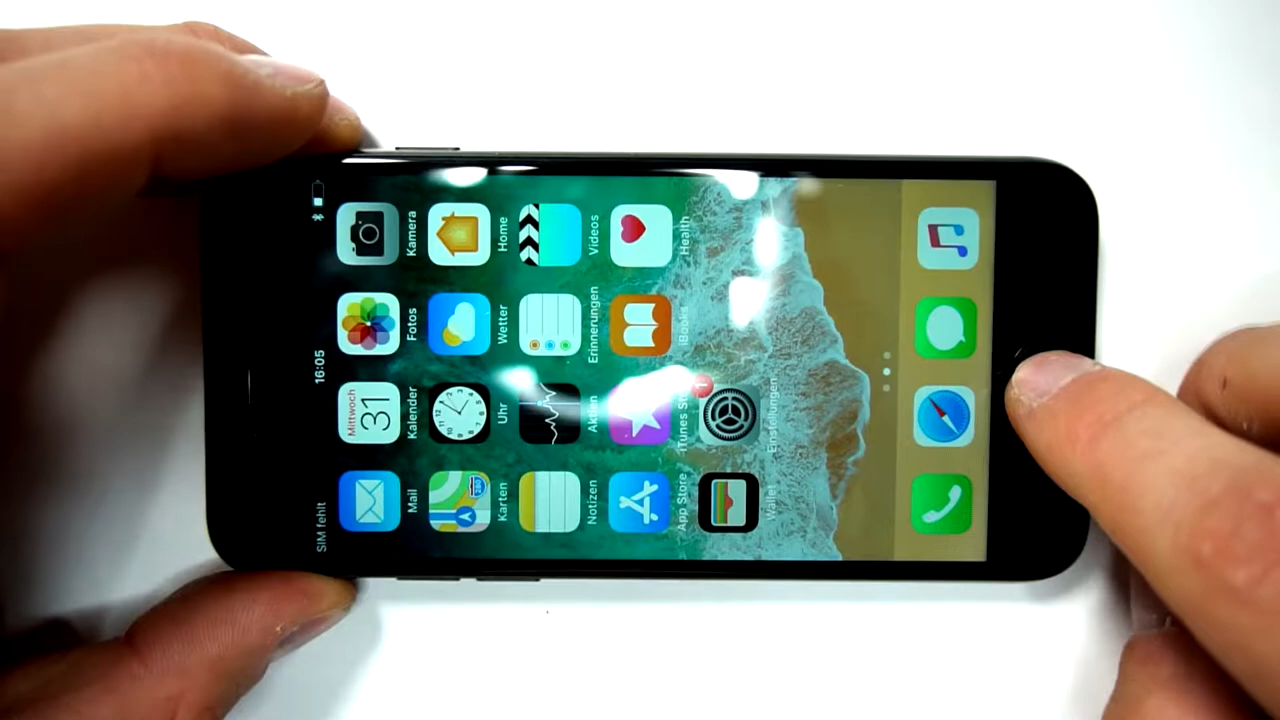 SIM fehlt 16:05
Mail Kalender Fotos Kamera
Mittwoch
31
Karten Uhr Wetter Home
280
Notizen Aktien Erinnerungen Videos
App Store iTunes iBooks Health
1
Wallet Einstellungen